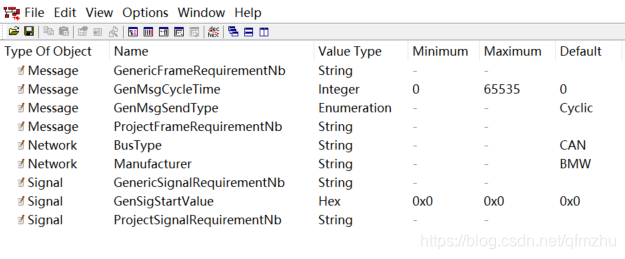 File Edit View Options Window Help
dec hex
Type Of Object Name Value Type Minimum Maximum Default
Message GenericFrameRequirementNb String - -
Message GenMsgCycleTime Integer 0 65535 0
Message GenMsgSendType Enumeration - - Cyclic
Message ProjectFrameRequirementNb String - -
Network BusType String - - CAN
Network Manufacturer String - - BMW
Signal GenericSignalRequirementNb String - -
Signal GenSigStartValue Hex 0x0 0x0 0x0
Signal ProjectSignalRequirementNb String - -
https://blog.csdn.net/qfmzhu